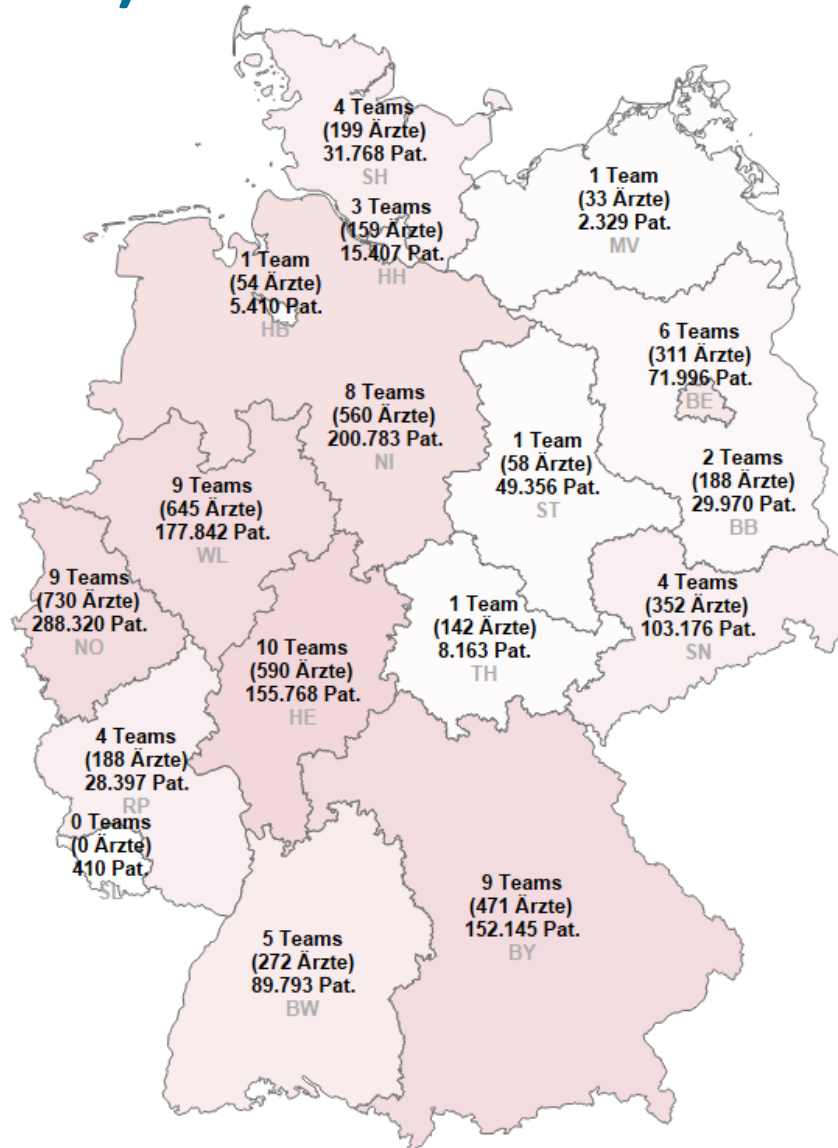 4 Teams
(199 Ärzte)
31.768 Pat.
SH
1 Team
(33 Ärzte)
2.329 Pat.
MV
3 Teams
(159 Ärzte)
15.407 Pat.
HH
1 Team
(54 Ärzte)
5.410 Pat.
HB
6 Teams
(311 Ärzte)
71.996 Pat.
BE
8 Teams
(560 Ärzte)
200.783 Pat.
NI
1 Team
(58 Ärzte)
49.356 Pat.
ST
2 Teams
(188 Ärzte)
29.970 Pat.
BB
9 Teams
(645 Ärzte)
177.842 Pat.
WL
9 Teams
(730 Ärzte)
288.320 Pat.
NO
10 Teams
(590 Ärzte)
155.768 Pat.
HE
1 Team
(142 Ärzte)
8.163 Pat.
TH
4 Teams
(352 Ärzte)
103.176 Pat.
SN
4 Teams
(188 Ärzte)
28.397 Pat.
RP
0 Teams
(0 Ärzte)
410 Pat.
SL
9 Teams
(471 Ärzte)
152.145 Pat.
BY
5 Teams
(272 Ärzte)
89.793 Pat.
BW